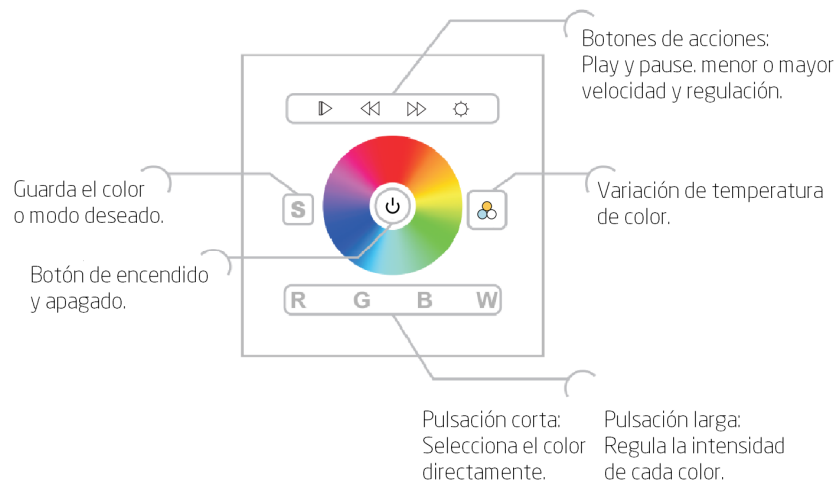 Botones de acciones:
Play y pause. menor o mayor
velocidad y regulación.
Guarda el color
o modo deseado.
S
Variación de temperatura
de color.
Botón de encendido
y apagado.
R G B W
Pulsación corta:
Selecciona el color
directamente.
Pulsación larga:
Regula la intensidad
de cada color.